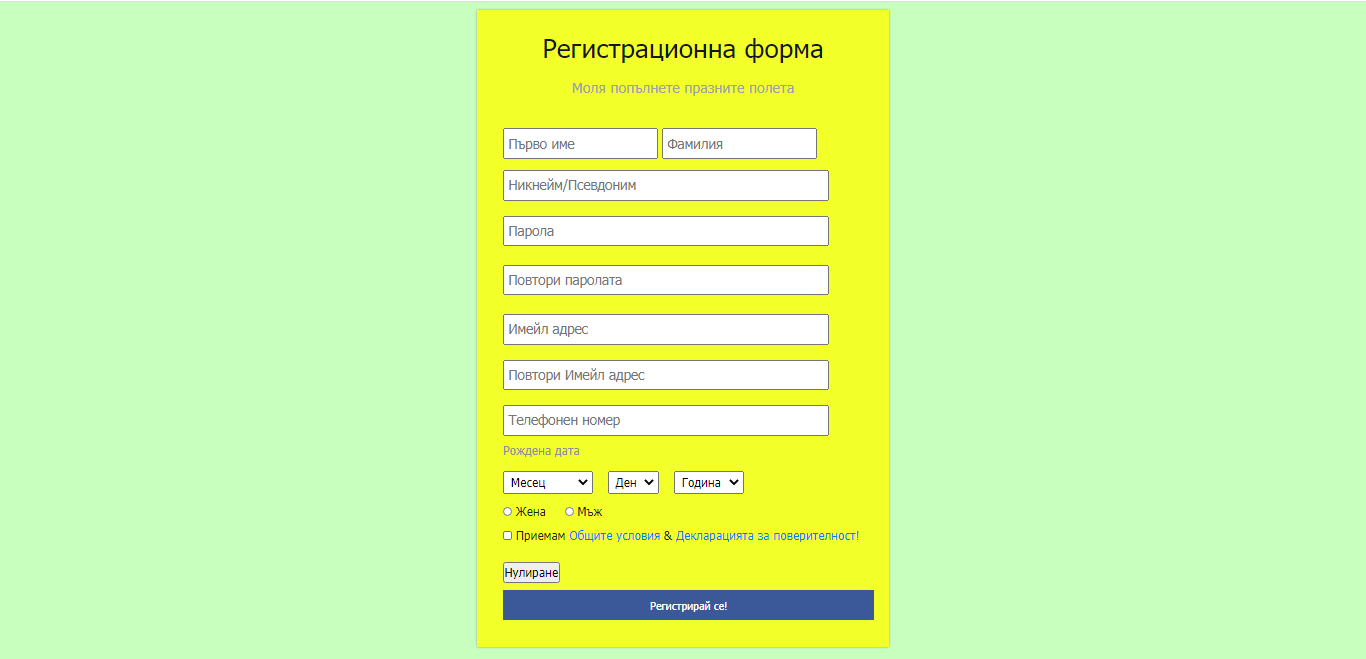 Регистрационна форма
Моля попълнете празните полета
Първо име Фамилия
Никнейм/Псевдоним
Парола
Повтори паролата
Имейл адрес
Повтори Имейл адрес
Телефонен номер
Рождена дата
Месец Ден Година
Жена Мъж
Приемам Общите условия & Декларацията за поверителност!
Нулиране
Регистрирай се!